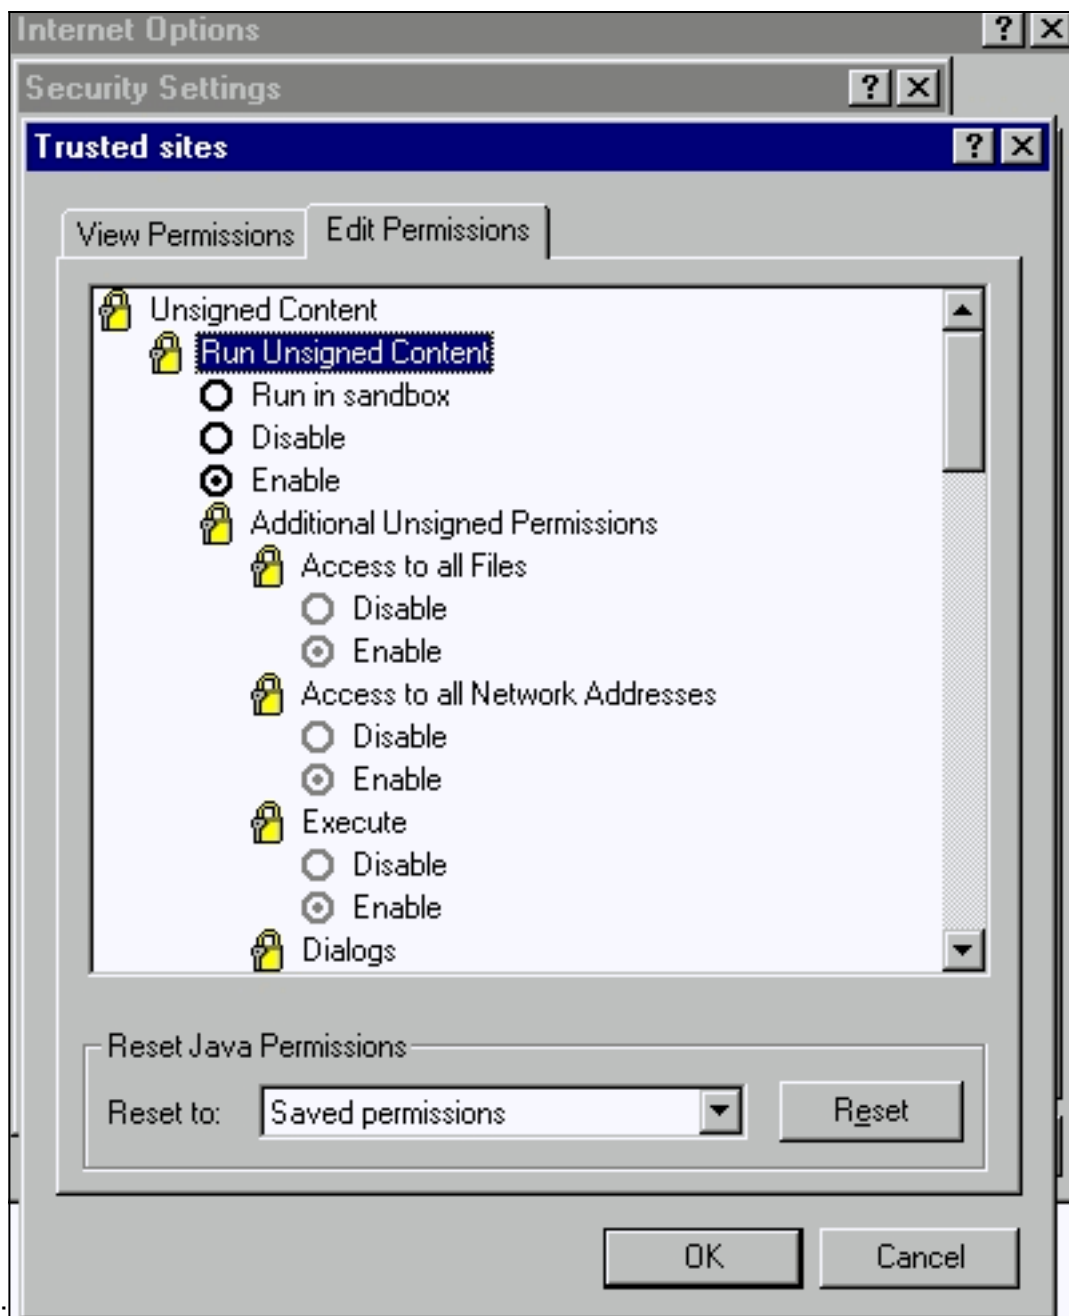 Internet Options
Security Settings
Trusted sites
View Permissions
Edit Permissions
Unsigned Content
Run Unsigned Content
Run in sandbox
Disable
Enable
Additional Unsigned Permissions
Access to all Files
Disable
Enable
Access to all Network Addresses
Disable
Enable
Execute
Disable
Enable
Dialogs
Reset Java Permissions
Reset to:
Saved permissions
Reset
OK
Cancel